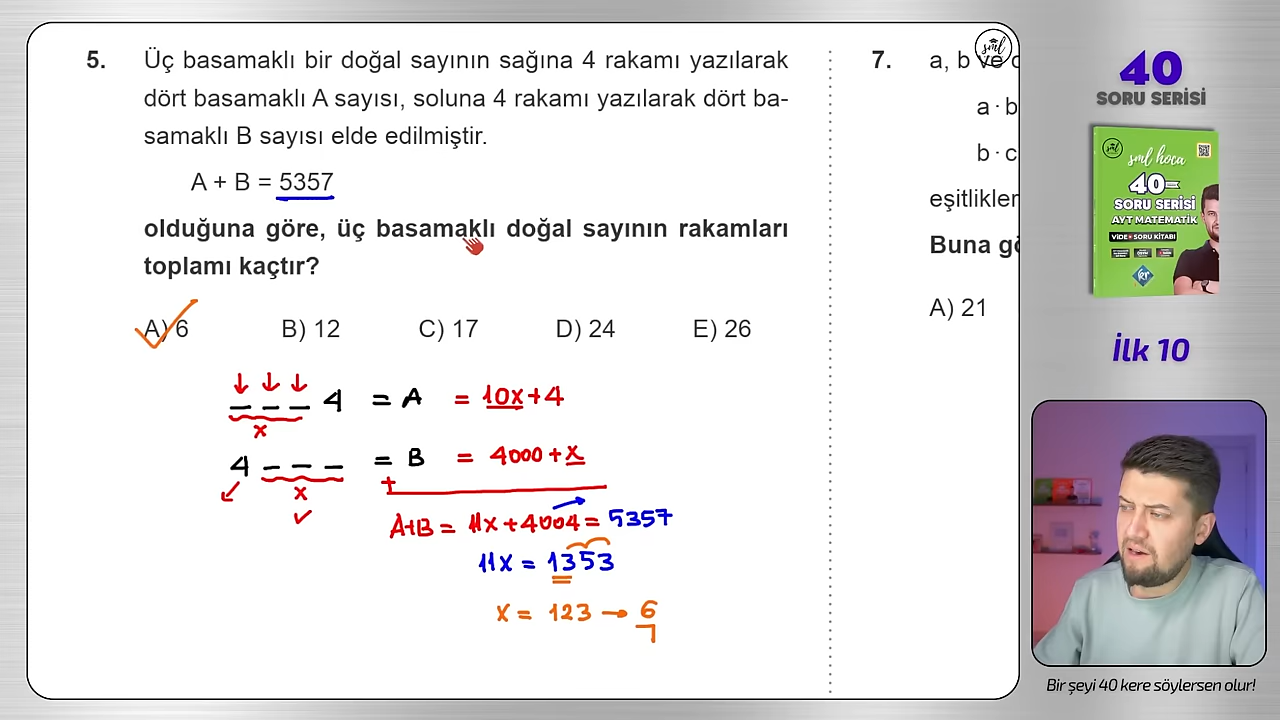 5. Üç basamaklı bir doğal sayının sağına 4 rakamı yazılarak
dört basamaklı A sayısı, soluna 4 rakamı yazılarak dört ba-
samaklı B sayısı elde edilmiştir.
A + B = 5357
olduğuna göre, üç basamaklı doğal sayının rakamları
toplamı kaçtır?
A) 6 B) 12 C) 17 D) 24 E) 26
_ _ _ 4 = A = 10x+4
x
4 _ _ _ = B = 4000+x
x +
A+B = 11x+4004 = 5357
11x = 1353
x = 123 → 6
sml
7. a, b ve
a · b
b · c
eşitlikler
Buna gö
A) 21
40
SORU SERİSİ
sml hoca
40
SORU SERİSİ
AYT MATEMATİK
VİDEO SORU KİTABI
İlk 10
Bir şeyi 40 kere söylersen olur!